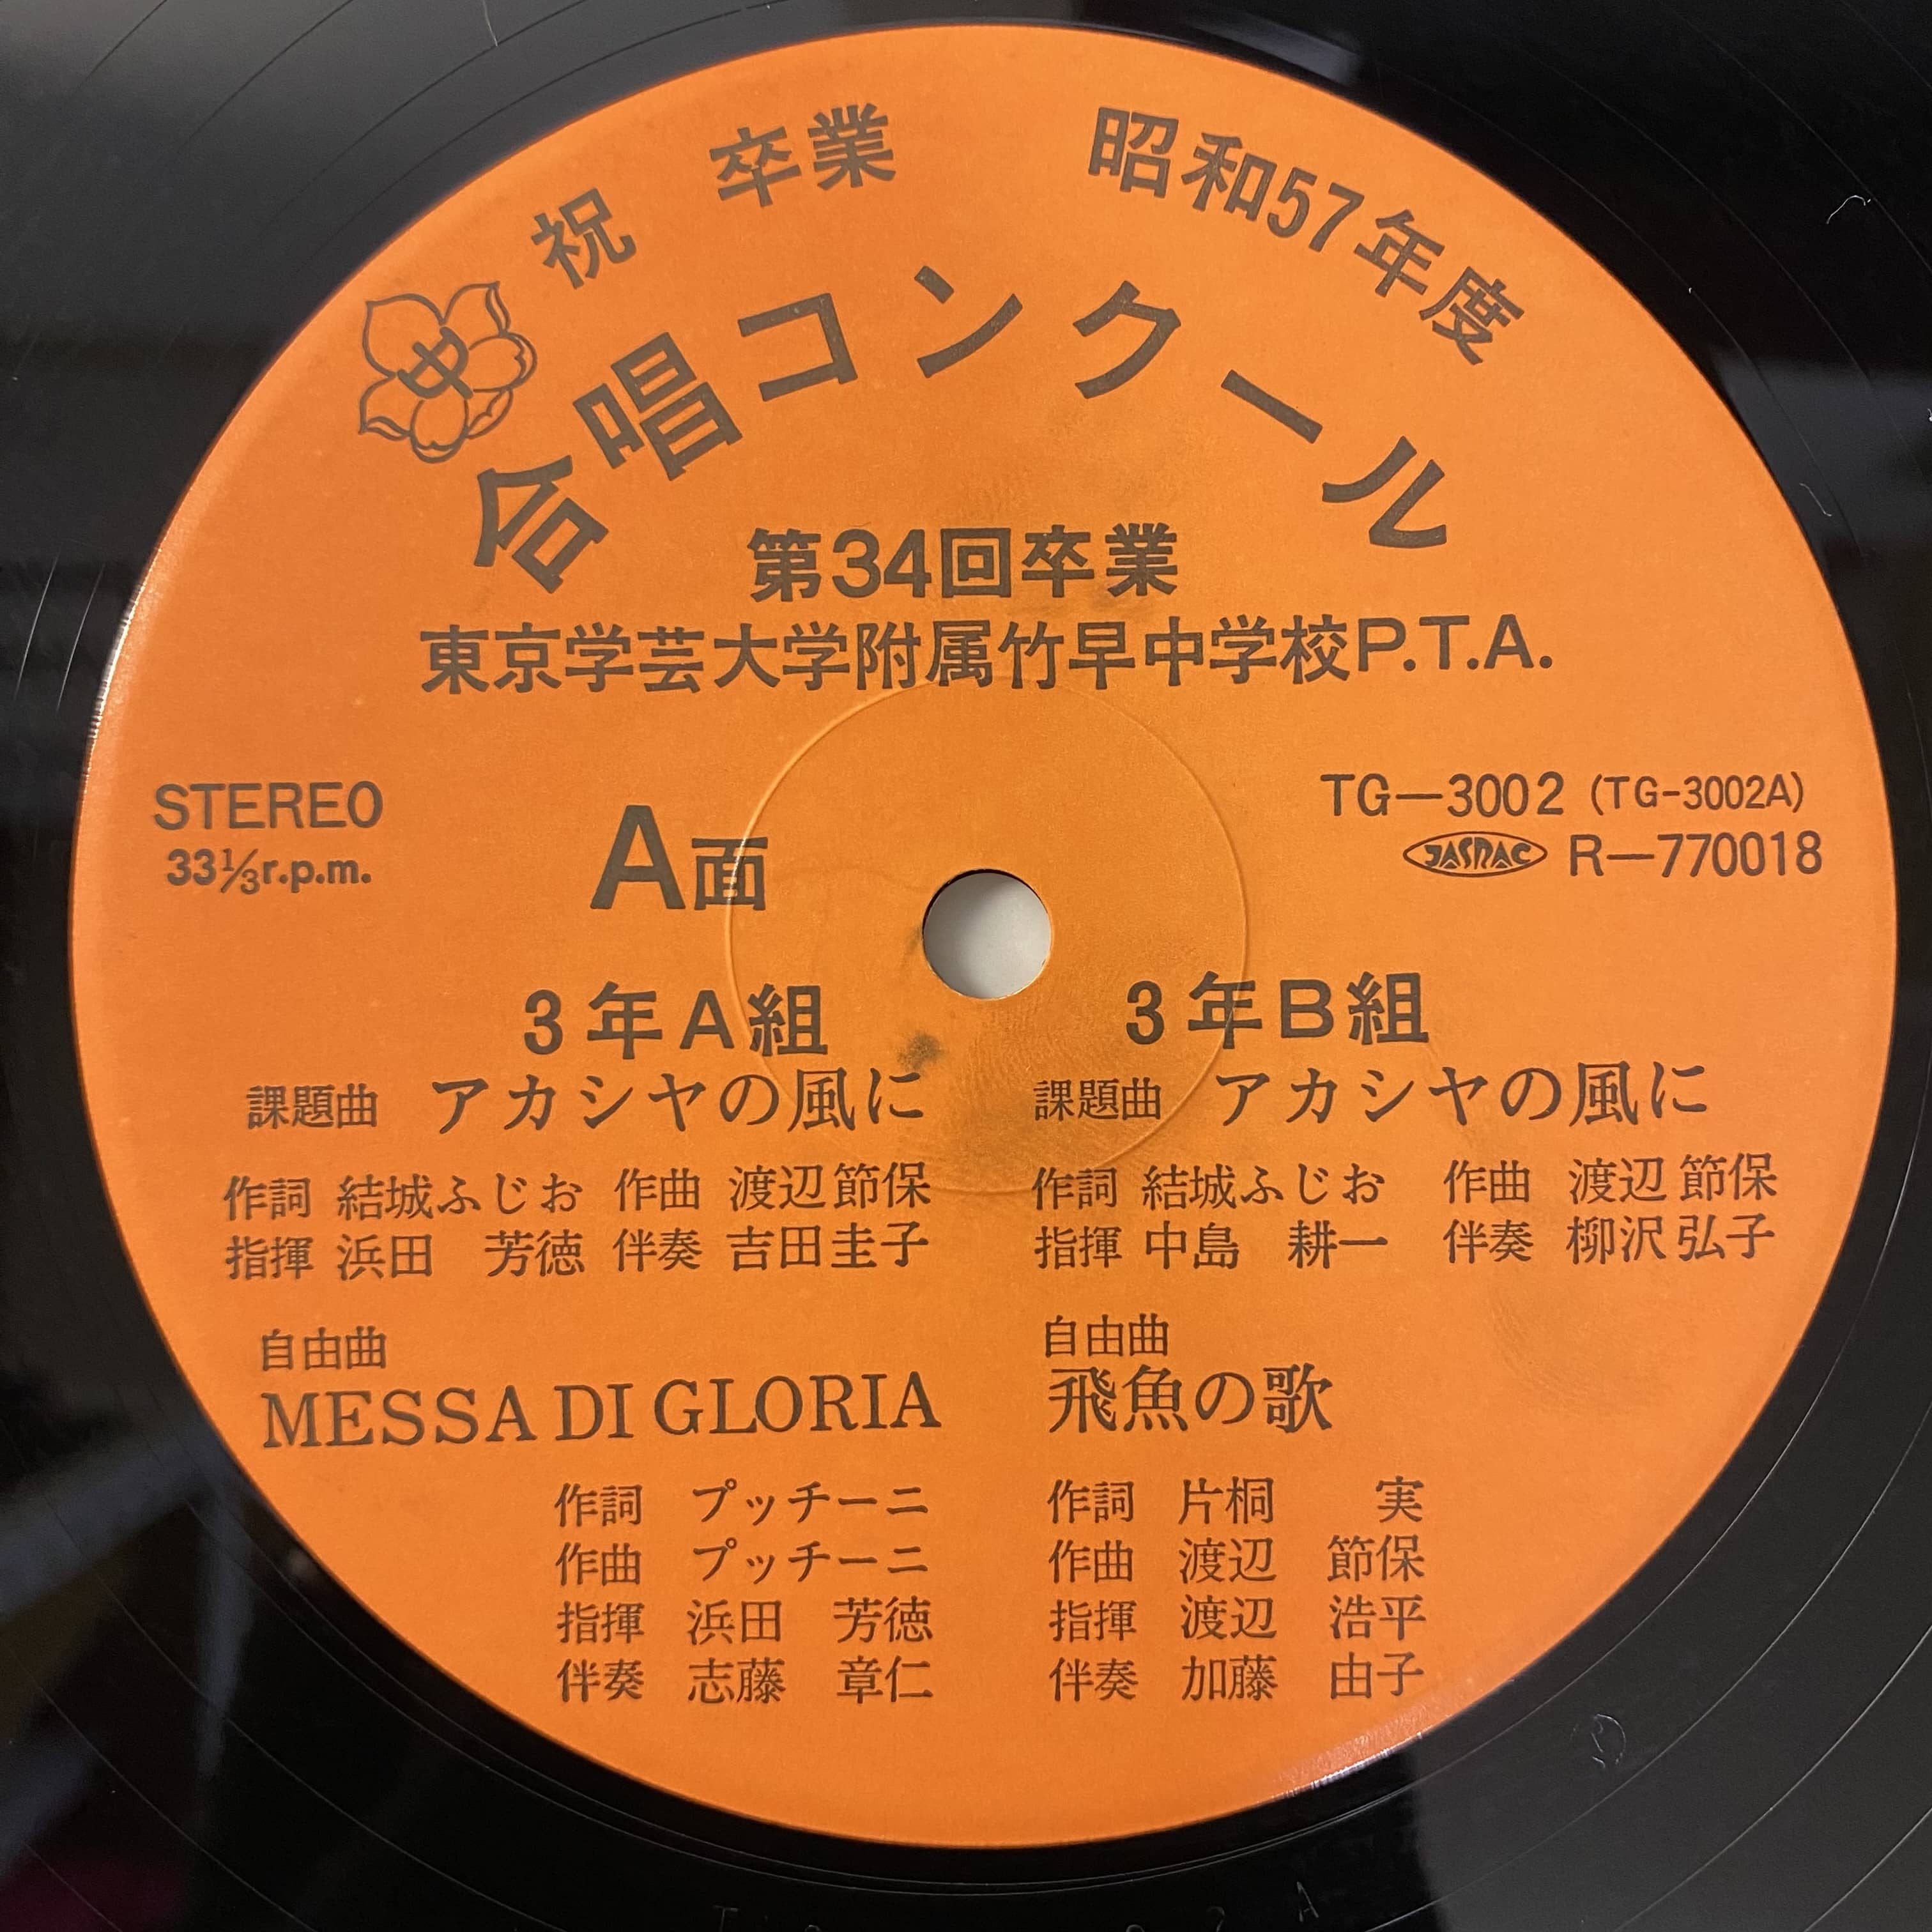 祝 卒業 昭和57年度
中
合唱コンクール
第34回卒業
東京学芸大学附属竹早中学校P.T.A.
STEREO
33⅓r.p.m.
A面
TG—3002 (TG-3002A)
JASRAC R—770018
3年A組
課題曲 アカシヤの風に
作詞 結城ふじお 作曲 渡辺節保
指揮 浜田 芳徳 伴奏 吉田圭子
自由曲
MESSA DI GLORIA
作詞 プッチーニ
作曲 プッチーニ
指揮 浜田 芳徳
伴奏 志藤 章仁
3年B組
課題曲 アカシヤの風に
作詞 結城ふじお 作曲 渡辺節保
指揮 中島 耕一 伴奏 柳沢弘子
自由曲
飛魚の歌
作詞 片桐 実
作曲 渡辺 節保
指揮 渡辺 浩平
伴奏 加藤 由子